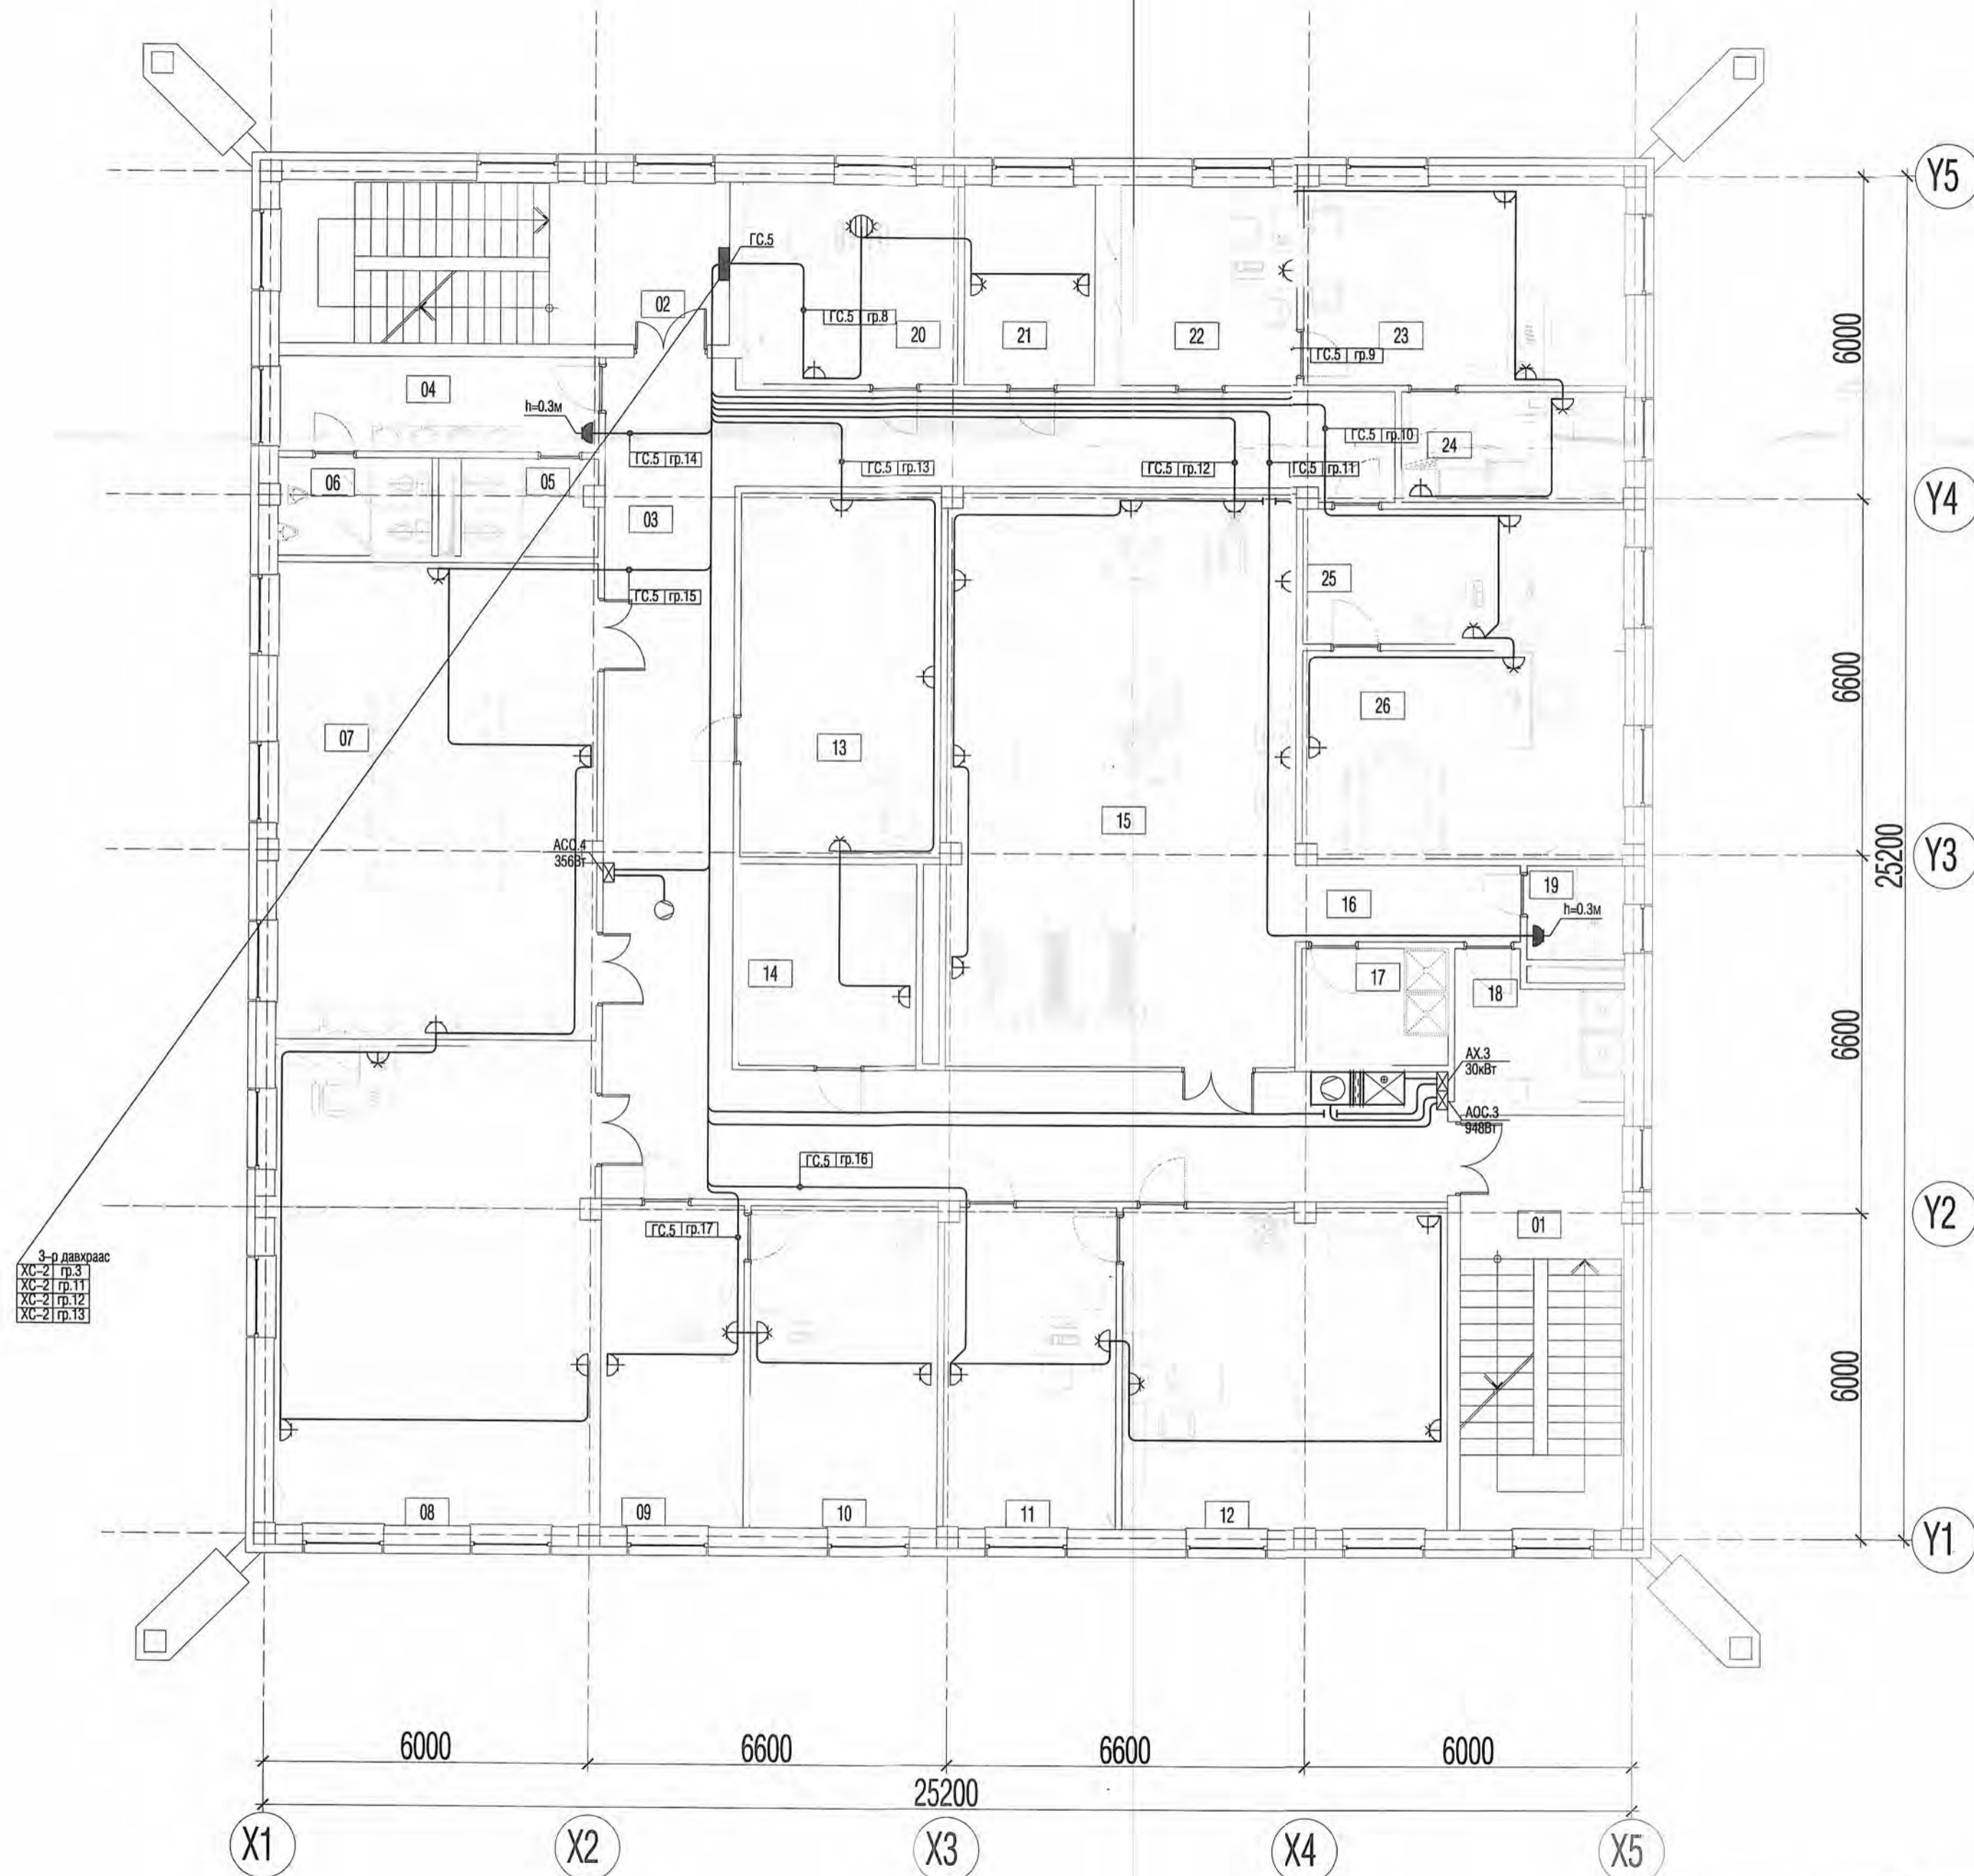 Y5
ГС.5
02
ГС.5 гр.8
20
21
22
ГС.5 гр.9
23
6000
04
h=0.3м
ГС.5 гр.14
ГС.5 гр.13
ГС.5 гр.12
ГС.5 гр.11
ГС.5 гр.10
24
06
05
03
Y4
ГС.5 гр.15
25
6600
07
13
26
15
АСО.4
356Вт
25200
Y3
16
19
h=0.3м
14
17
18
6600
АХ.3
30кВт
АОС.3
948Вт
ГС.5 гр.16
ГС.5 гр.17
01
Y2
3-р давхраас
ХС-2 гр.3
ХС-2 гр.11
ХС-2 гр.12
ХС-2 гр.13
6000
08
09
10
11
12
Y1
6000
6600
6600
6000
25200
X1
X2
X3
X4
X5